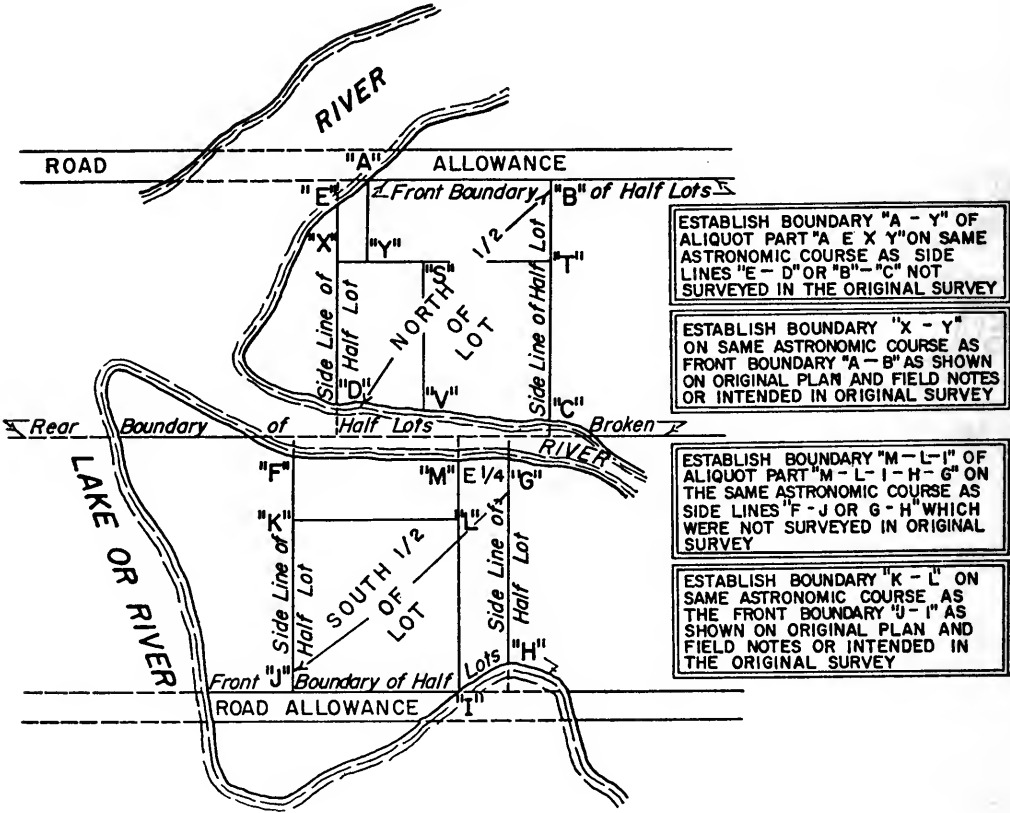 RIVER
ROAD "A" ALLOWANCE
"E" Front Boundary "B" of Half Lots
"X" "Y" "S" "T"
Side Line of Half Lot
NORTH 1/2 OF LOT
Side Line of Half Lot
"D" "V" "C"
Rear Boundary of Half Lots Broken
RIVER
"F" "M" E 1/4 "G"
"K" "L"
LAKE OR RIVER
Side Line of Half Lot
SOUTH 1/2 OF LOT
Side Line of Half Lot
"H"
Front "J" Boundary of Half Lots
ROAD ALLOWANCE "I"
ESTABLISH BOUNDARY "A - Y" OF
ALIQUOT PART "A E X Y" ON SAME
ASTRONOMIC COURSE AS SIDE
LINES "E - D" OR "B"-"C" NOT
SURVEYED IN THE ORIGINAL SURVEY
ESTABLISH BOUNDARY "X - Y"
ON SAME ASTRONOMIC COURSE AS
FRONT BOUNDARY "A - B" AS SHOWN
ON ORIGINAL PLAN AND FIELD NOTES
OR INTENDED IN ORIGINAL SURVEY
ESTABLISH BOUNDARY "M - L - I" OF
ALIQUOT PART "M - L - I - H - G" ON
THE SAME ASTRONOMIC COURSE AS
SIDE LINES "F - J OR G - H" WHICH
WERE NOT SURVEYED IN ORIGINAL
SURVEY
ESTABLISH BOUNDARY "K - L" ON
SAME ASTRONOMIC COURSE AS
THE FRONT BOUNDARY "J - I" AS
SHOWN ON ORIGINAL PLAN AND
FIELD NOTES OR INTENDED IN
THE ORIGINAL SURVEY